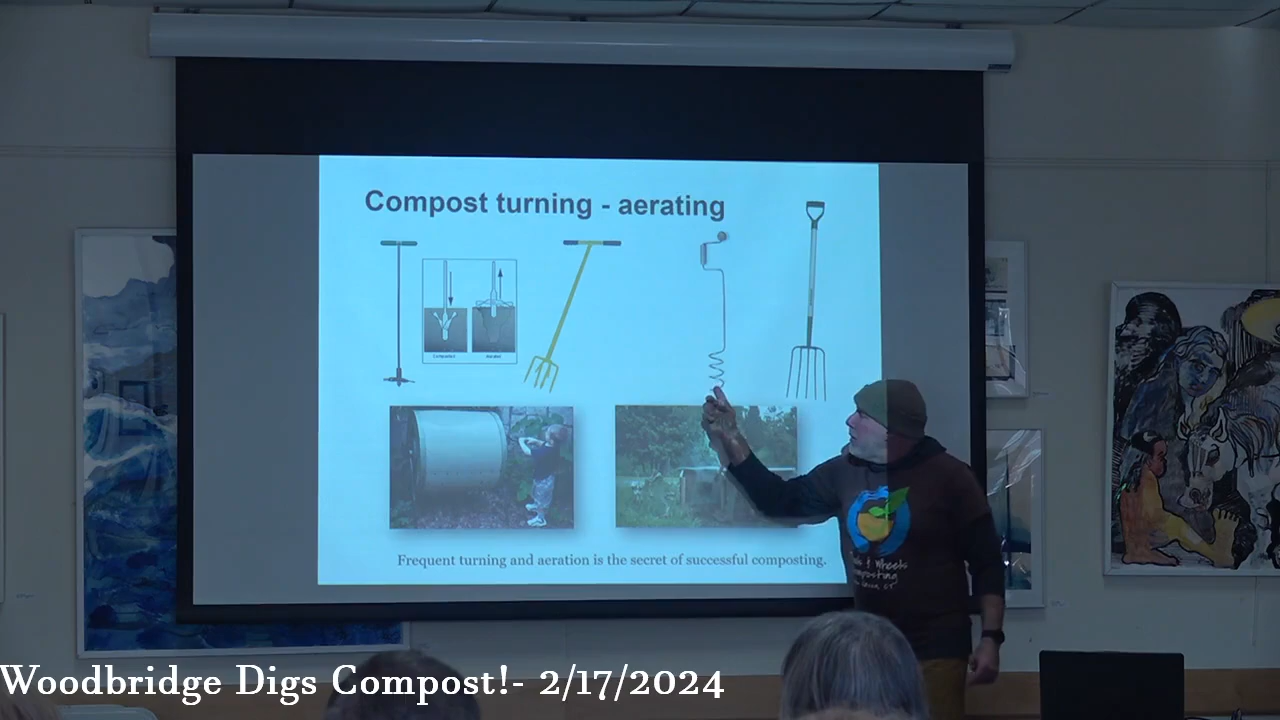 Compost turning - aerating
Compacted
Aerated
Frequent turning and aeration is the secret of successful composting.
& Wheels
Woodbridge Digs Compost!- 2/17/2024